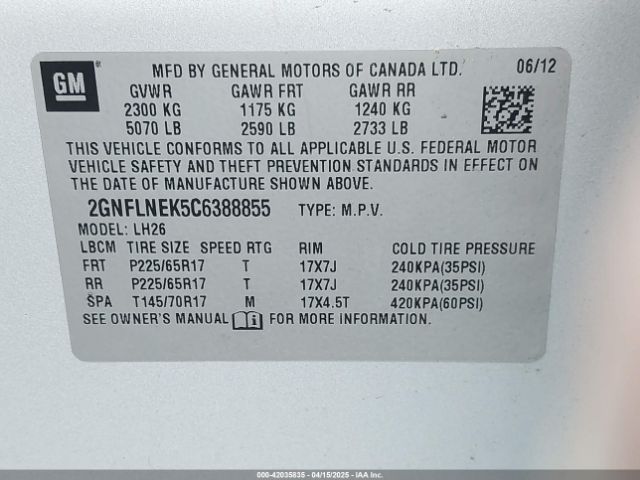 GM
MFD BY GENERAL MOTORS OF CANADA LTD. 06/12
GVWR GAWR FRT GAWR RR
2300 KG 1175 KG 1240 KG
5070 LB 2590 LB 2733 LB
THIS VEHICLE CONFORMS TO ALL APPLICABLE U.S. FEDERAL MOTOR
VEHICLE SAFETY AND THEFT PREVENTION STANDARDS IN EFFECT ON
THE DATE OF MANUFACTURE SHOWN ABOVE.
2GNFLNEK5C6388855 TYPE: M.P.V.
MODEL: LH26
LBCM TIRE SIZE SPEED RTG RIM COLD TIRE PRESSURE
FRT P225/65R17 T 17X7J 240KPA(35PSI)
RR P225/65R17 T 17X7J 240KPA(35PSI)
ŠPA T145/70R17 M 17X4.5T 420KPA(60PSI)
SEE OWNER'S MANUAL FOR MORE INFORMATION.
000-42035835 - 04/15/2025 - IAA Inc.